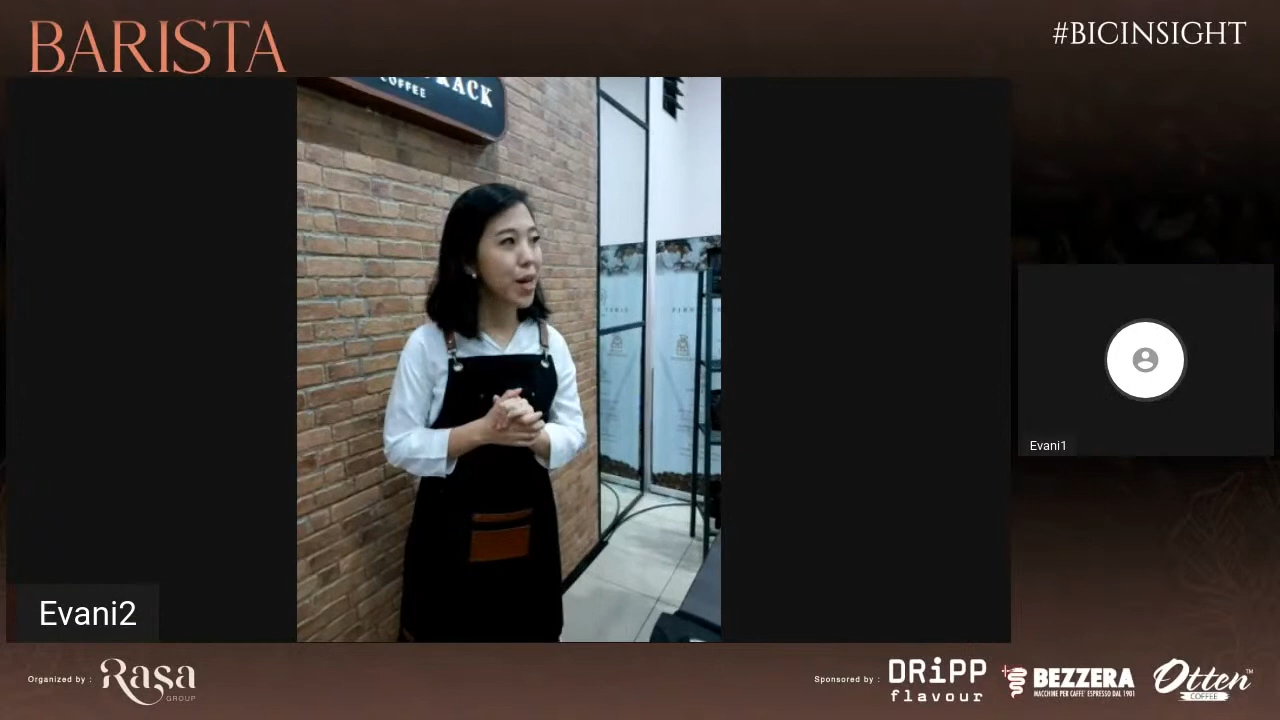 BARISTA
#BICINSIGHT
COFFEE
Evani1
Evani2
Organized by :
Rasa
GROUP
Sponsored by :
DRiPP
flavour
BEZZERA
MACCHINE PER CAFFE' ESPRESSO DAL 1901
Otten™
COFFEE